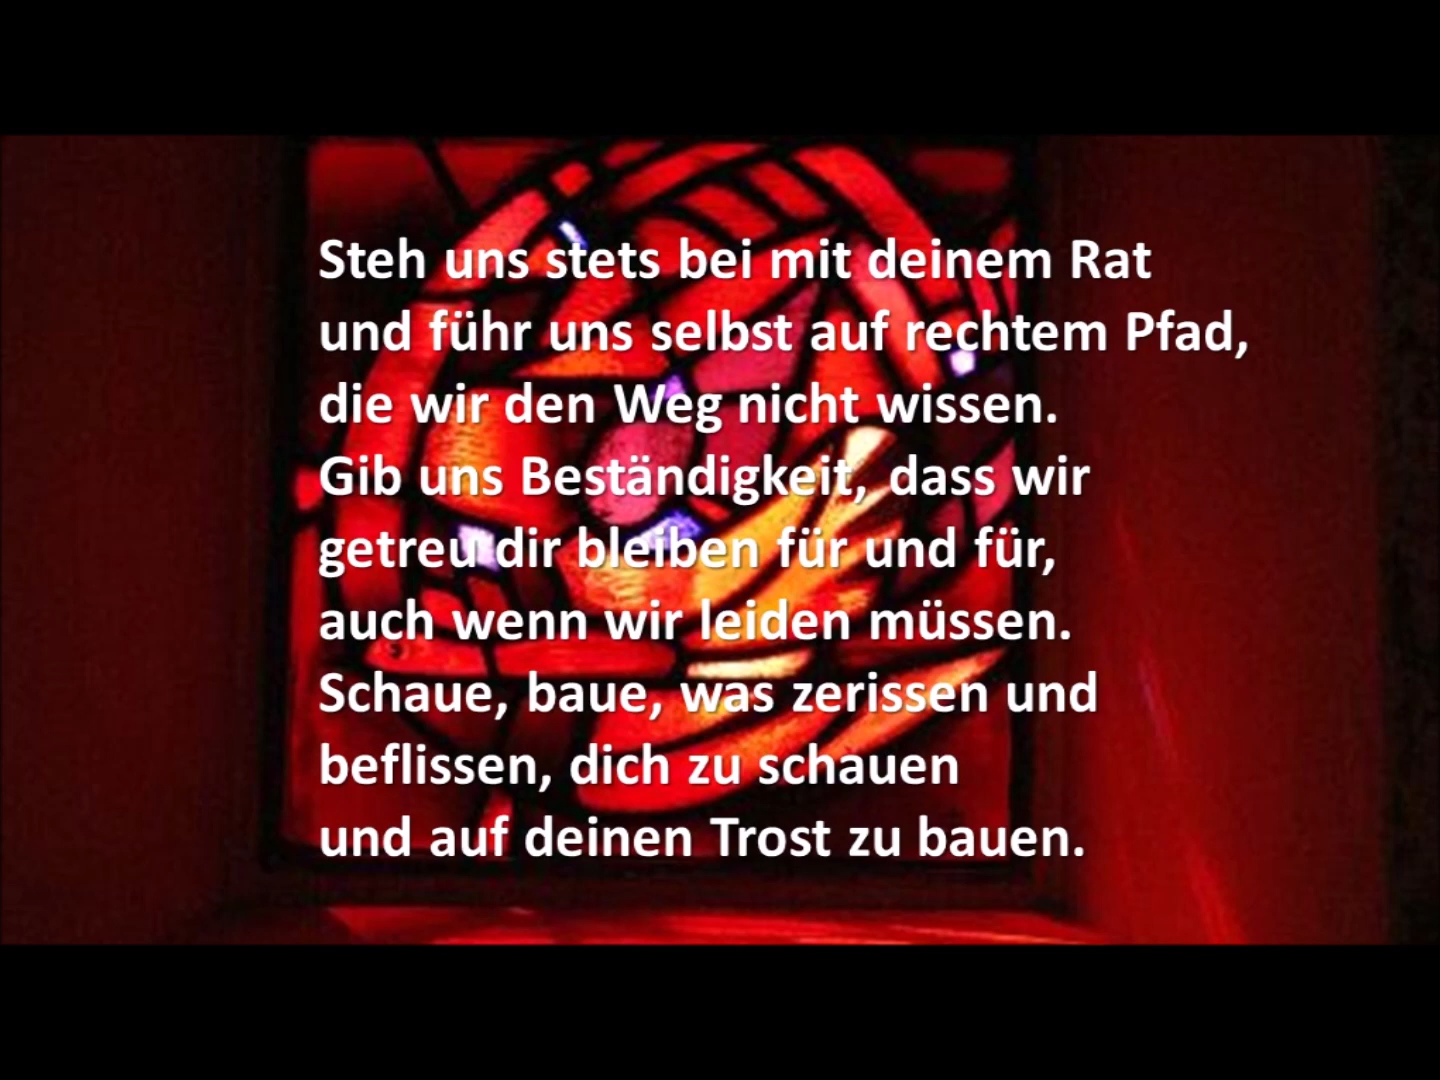 Steh uns stets bei mit deinem Rat
und führ uns selbst auf rechtem Pfad,
die wir den Weg nicht wissen.
Gib uns Beständigkeit, dass wir
getreu dir bleiben für und für,
auch wenn wir leiden müssen.
Schaue, baue, was zerissen und
beflissen, dich zu schauen
und auf deinen Trost zu bauen.